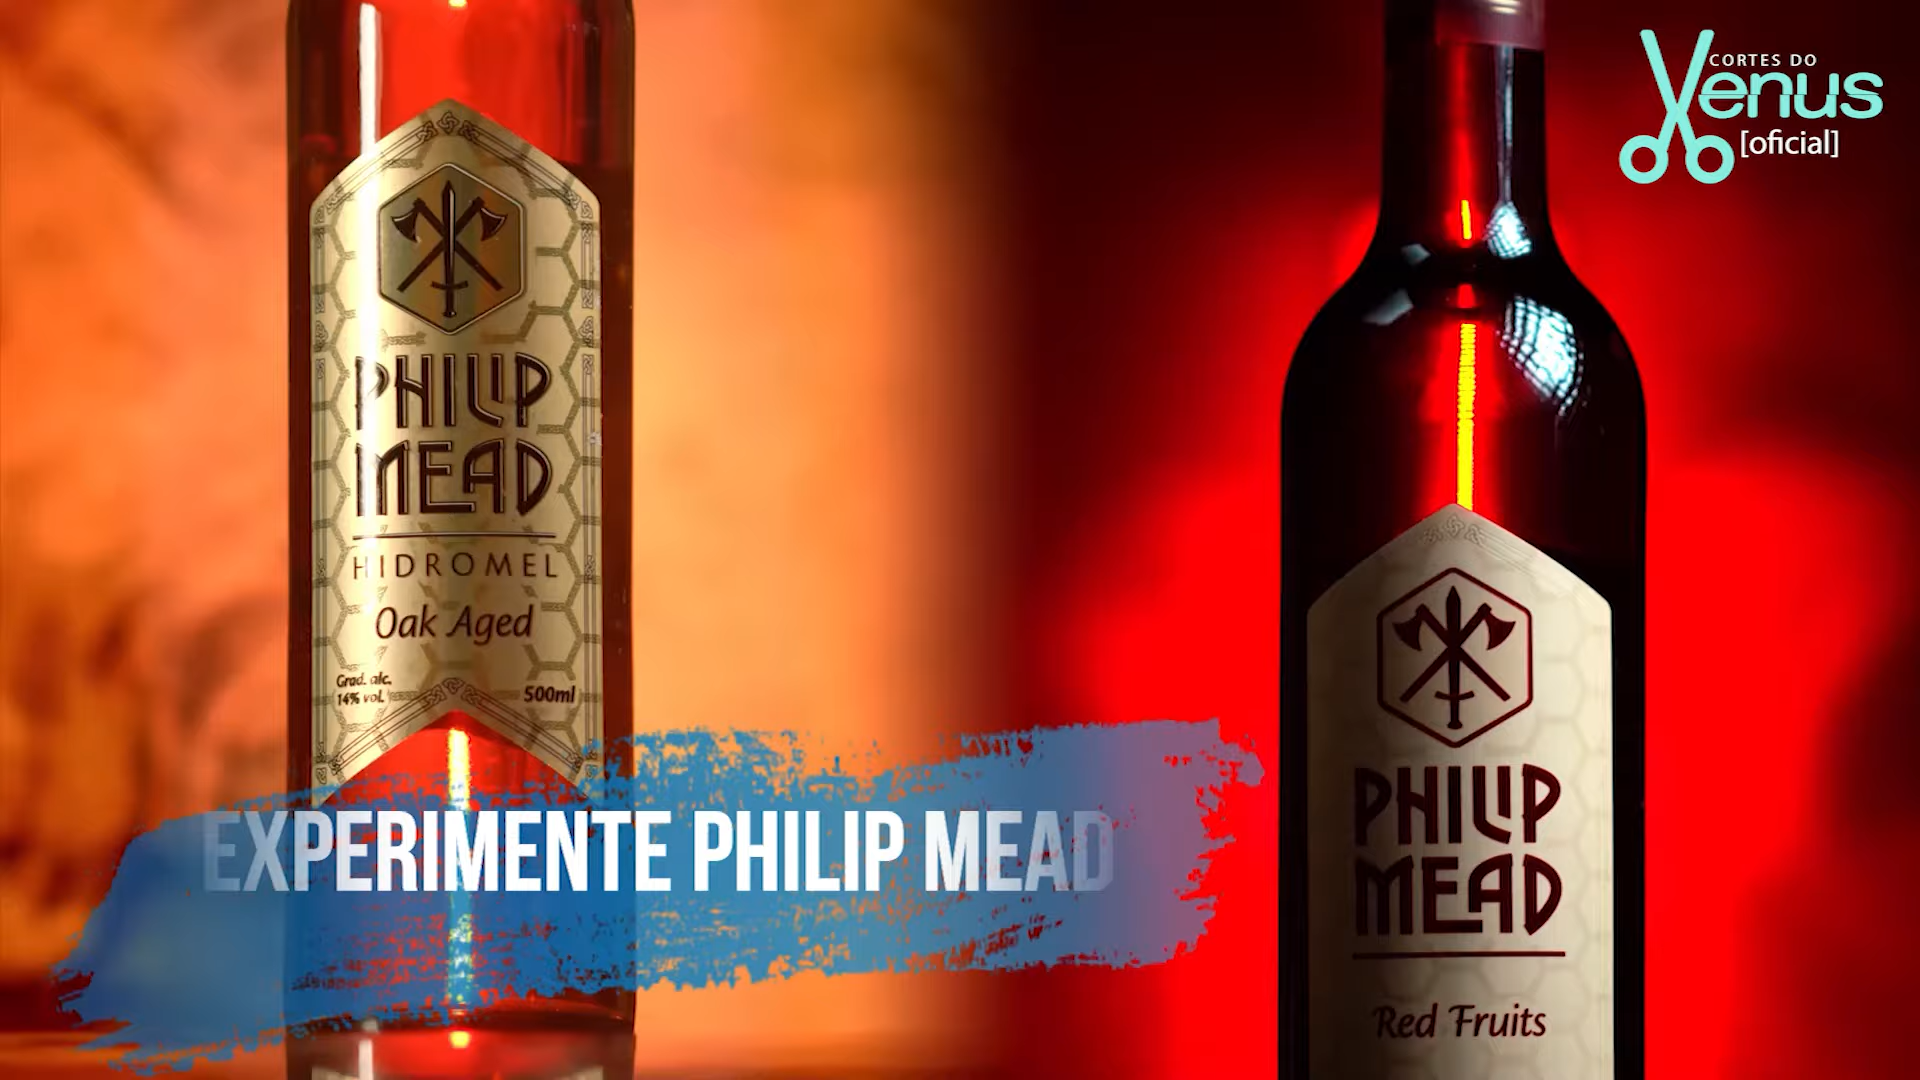 CORTES DO
Venus
[oficial]
PHILIP
MEAD
HIDROMEL
Oak Aged
Grad. alc.
14% vol.
500ml
EXPERIMENTE PHILIP MEAD
PHILIP
MEAD
Red Fruits